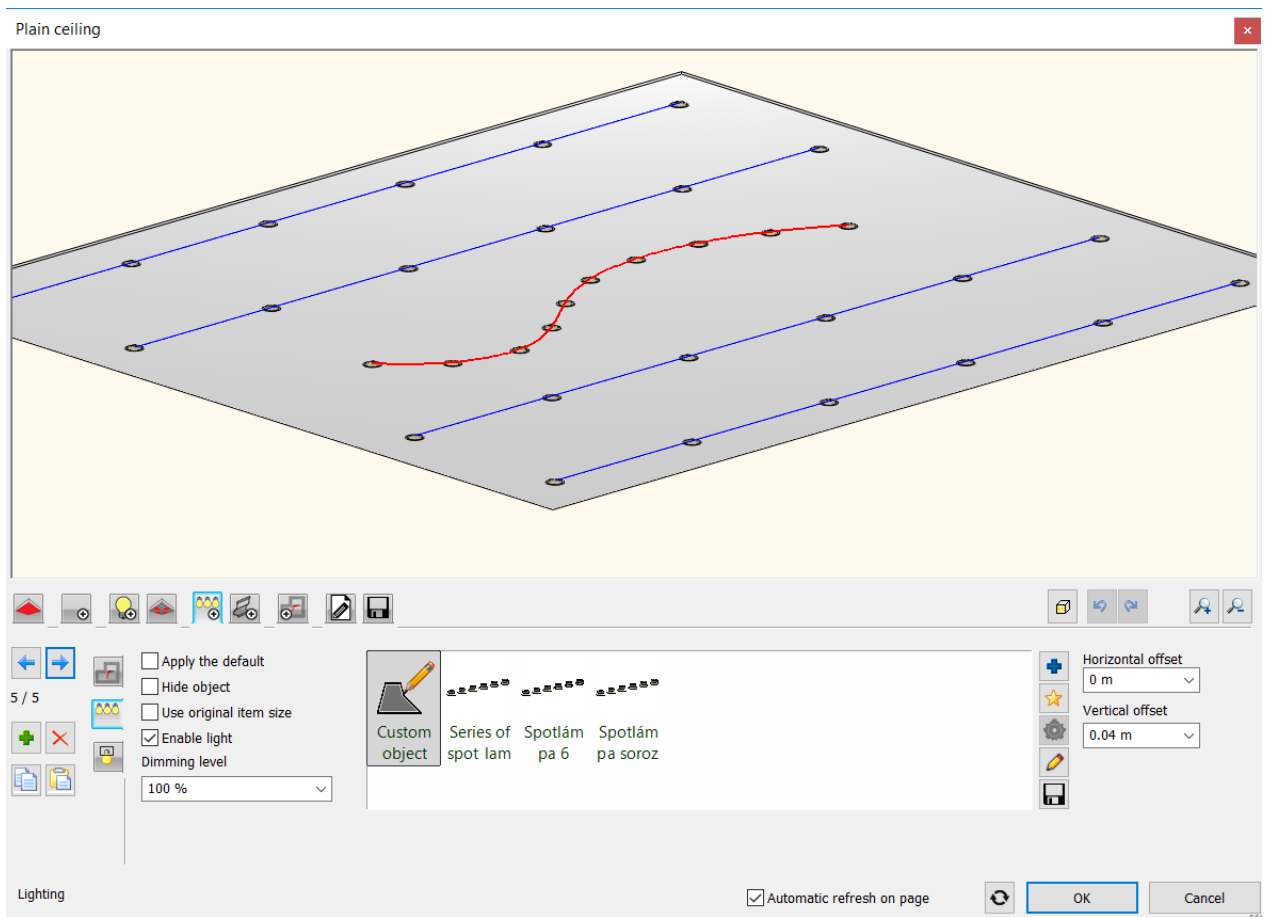 Plain ceiling
5 / 5
Apply the default
Hide object
Use original item size
Enable light
Dimming level
100 %
Custom
object
Series of
spot lam
Spotlám
pa 6
Spotlám
pa soroz
Horizontal offset
0 m
Vertical offset
0.04 m
Lighting
Automatic refresh on page
OK
Cancel